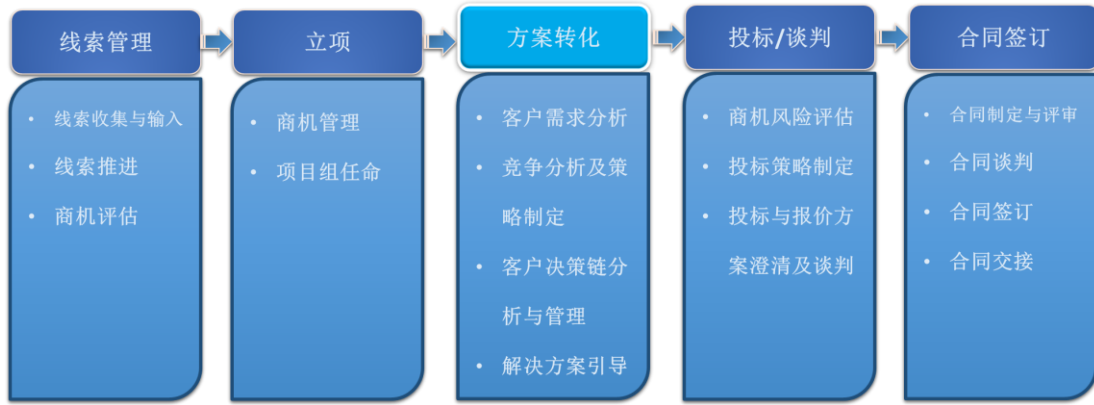 线索管理
立项
方案转化
投标/谈判
合同签订
• 线索收集与输入
• 线索推进
• 商机评估
• 商机管理
• 项目组任命
• 客户需求分析
• 竞争分析及策
略制定
• 客户决策链分
析与管理
• 解决方案引导
• 商机风险评估
• 投标策略制定
• 投标与报价方
案澄清及谈判
• 合同制定与评审
• 合同谈判
• 合同签订
• 合同交接